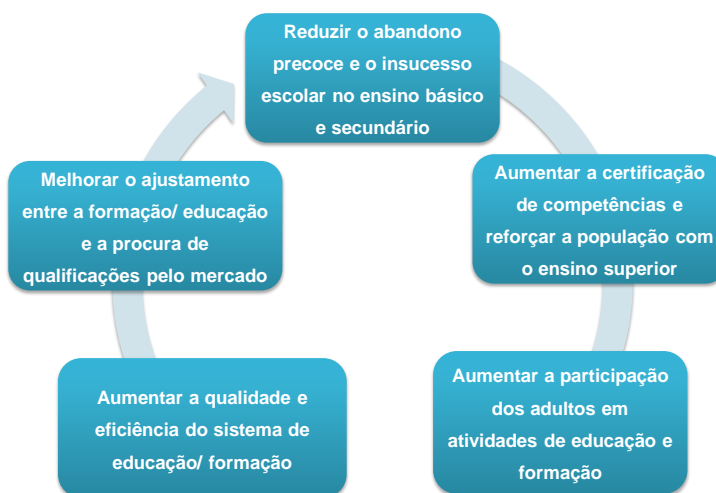 Reduzir o abandono
precoce e o insucesso
escolar no ensino básico
e secundário
Aumentar a certificação
de competências e
reforçar a população com
o ensino superior
Aumentar a participação
dos adultos em
atividades de educação e
formação
Aumentar a qualidade e
eficiência do sistema de
educação/ formação
Melhorar o ajustamento
entre a formação/ educação
e a procura de
qualificações pelo mercado